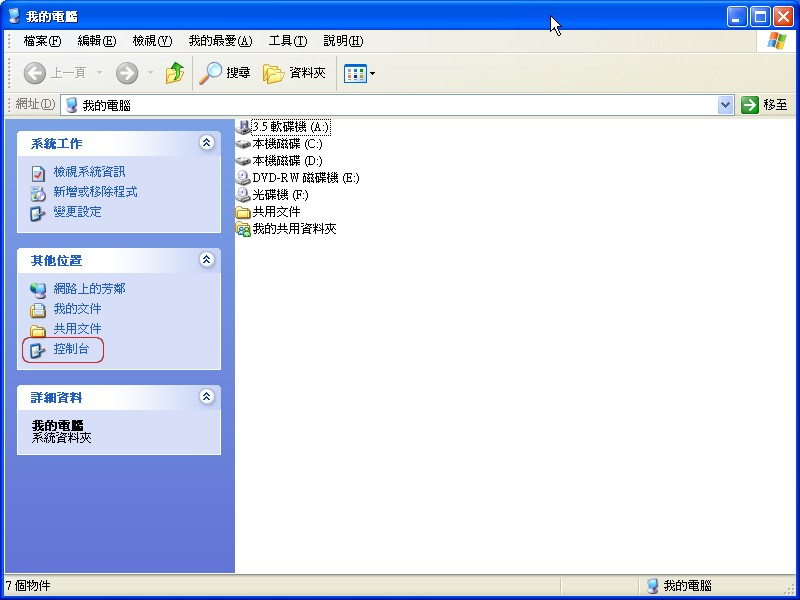 我的電腦
檔案(F) 編輯(E) 檢視(V) 我的最愛(A) 工具(T) 說明(H)
上一頁 搜尋 資料夾
網址(D) 我的電腦 移至
系統工作
檢視系統資訊
新增或移除程式
變更設定
其他位置
網路上的芳鄰
我的文件
共用文件
控制台
詳細資料
我的電腦
系統資料夾
3.5 軟碟機 (A:)
本機磁碟 (C:)
本機磁碟 (D:)
DVD-RW 磁碟機 (E:)
光碟機 (F:)
共用文件
我的共用資料夾
7 個物件 我的電腦